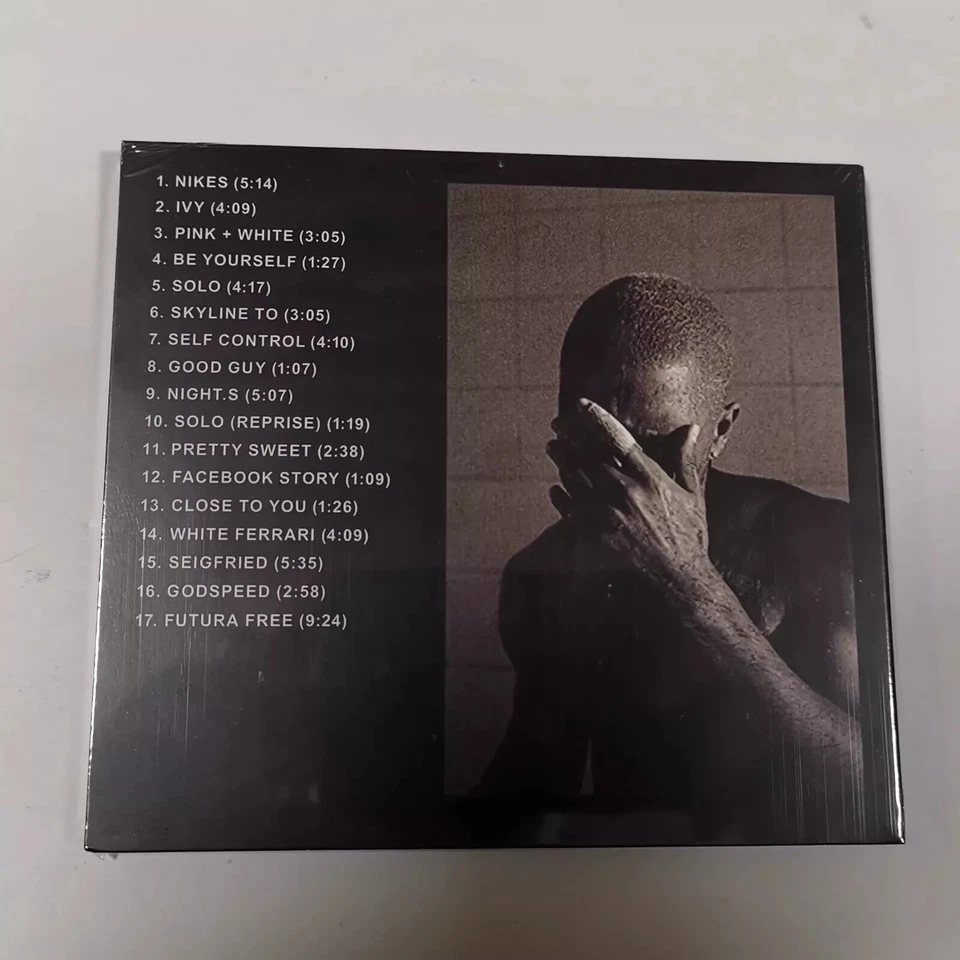 1. NIKES (5:14)
2. IVY (4:09)
3. PINK + WHITE (3:05)
4. BE YOURSELF (1:27)
5. SOLO (4:17)
6. SKYLINE TO (3:05)
7. SELF CONTROL (4:10)
8. GOOD GUY (1:07)
9. NIGHT.S (5:07)
10. SOLO (REPRISE) (1:19)
11. PRETTY SWEET (2:38)
12. FACEBOOK STORY (1:09)
13. CLOSE TO YOU (1:26)
14. WHITE FERRARI (4:09)
15. SEIGFRIED (5:35)
16. GODSPEED (2:58)
17. FUTURA FREE (9:24)